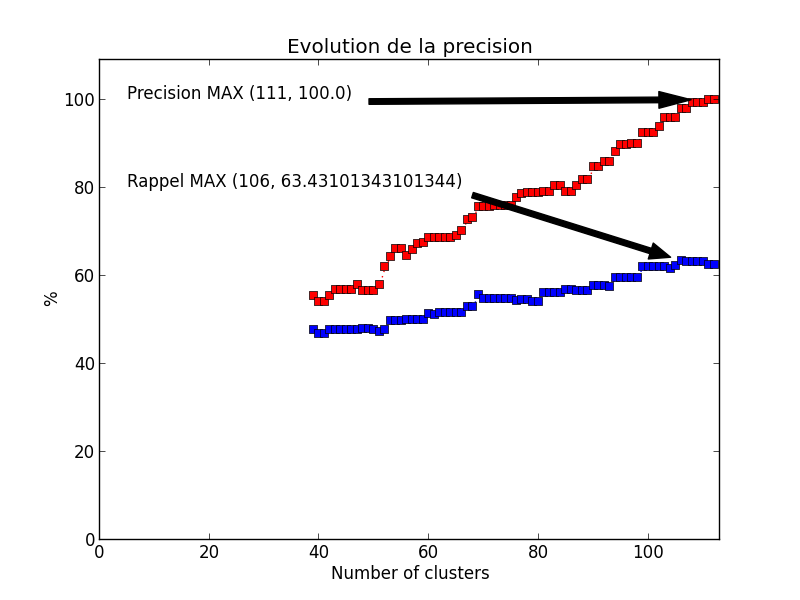 Evolution de la precision
Precision MAX (111, 100.0)
Rappel MAX (106, 63.43101343101344)
%
100
80
60
40
20
0
0 20 40 60 80 100
Number of clusters